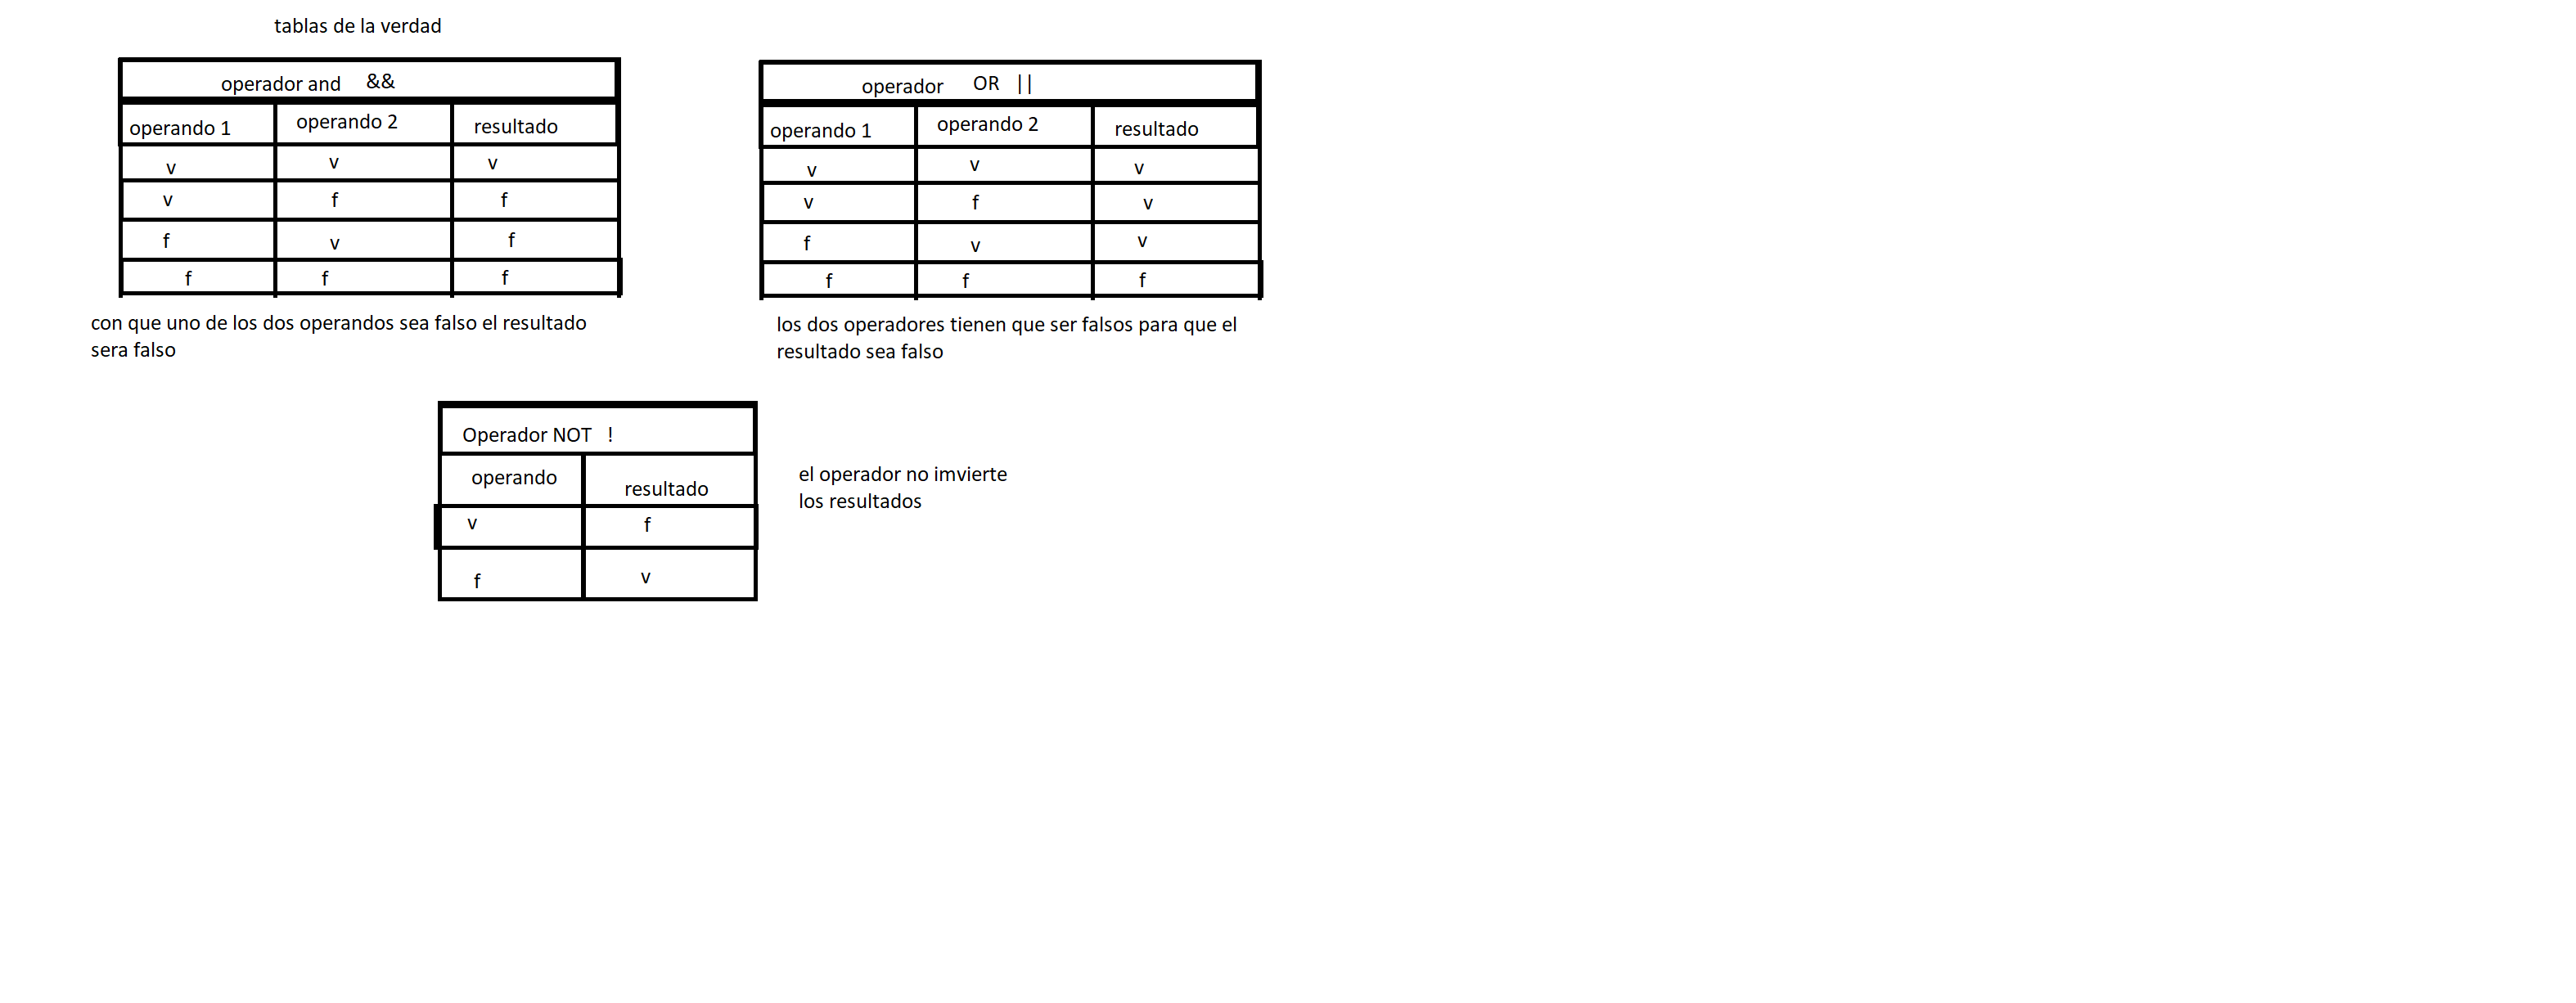 tablas de la verdad
operador and &&
operando 1 operando 2 resultado
v v v
v f f
f v f
f f f
con que uno de los dos operandos sea falso el resultado
sera falso
operador OR ||
operando 1 operando 2 resultado
v v v
v f v
f v v
f f f
los dos operadores tienen que ser falsos para que el
resultado sea falso
Operador NOT !
operando resultado
v f
f v
el operador no imvierte
los resultados